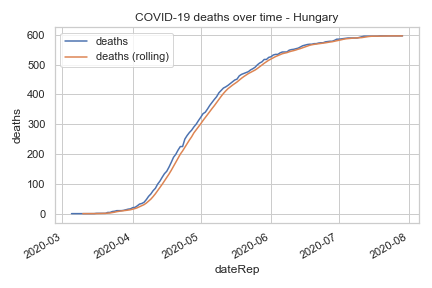 COVID-19 deaths over time - Hungary
deaths
deaths (rolling)
600
500
400
300
200
100
0
deaths
2020-03
2020-04
2020-05
2020-06
2020-07
2020-08
dateRep